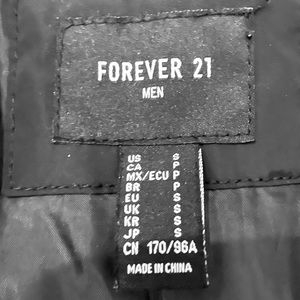 FOREVER 21
MEN
US S
CA P
MX/ECU P
BR P
EU S
UK S
KR S
JP S
CN 170/96A
MADE IN CHINA